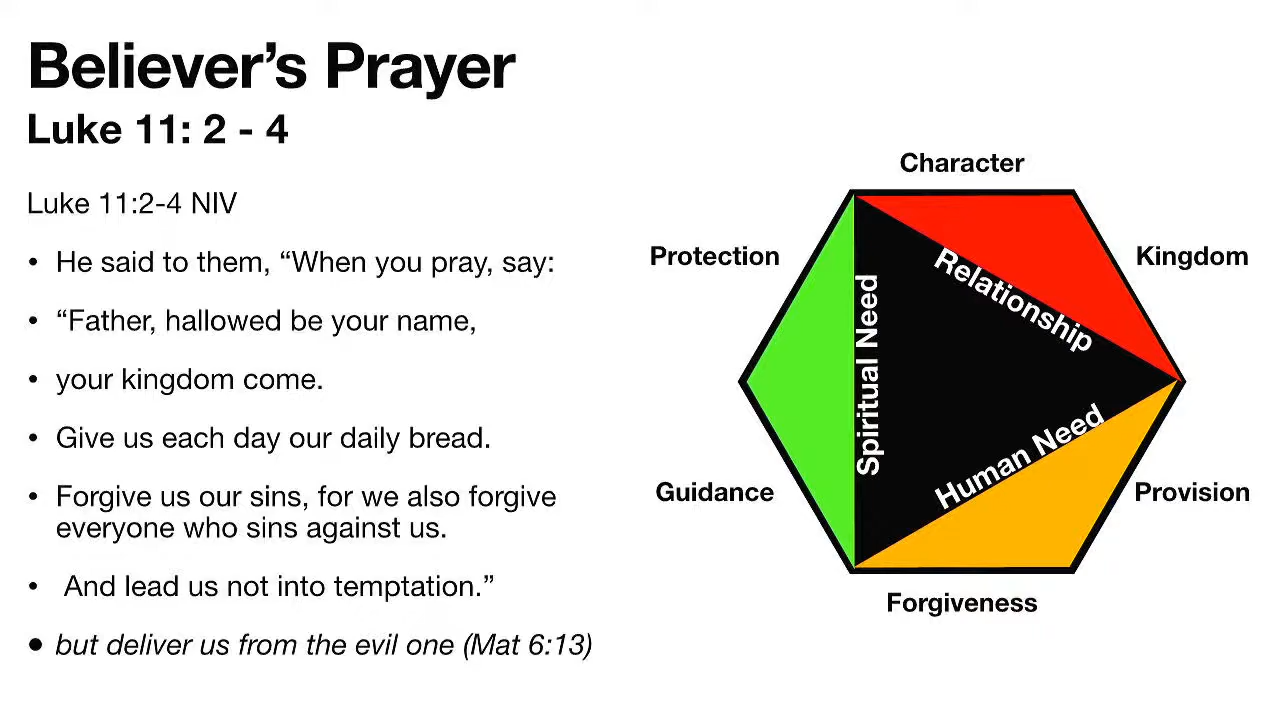 Believer’s Prayer
Luke 11: 2 - 4
Luke 11:2-4 NIV
• He said to them, “When you pray, say:
• “Father, hallowed be your name,
• your kingdom come.
• Give us each day our daily bread.
• Forgive us our sins, for we also forgive
everyone who sins against us.
• And lead us not into temptation.”
• but deliver us from the evil one (Mat 6:13)
Character
Protection
Kingdom
Relationship
Spiritual Need
Human Need
Guidance
Provision
Forgiveness